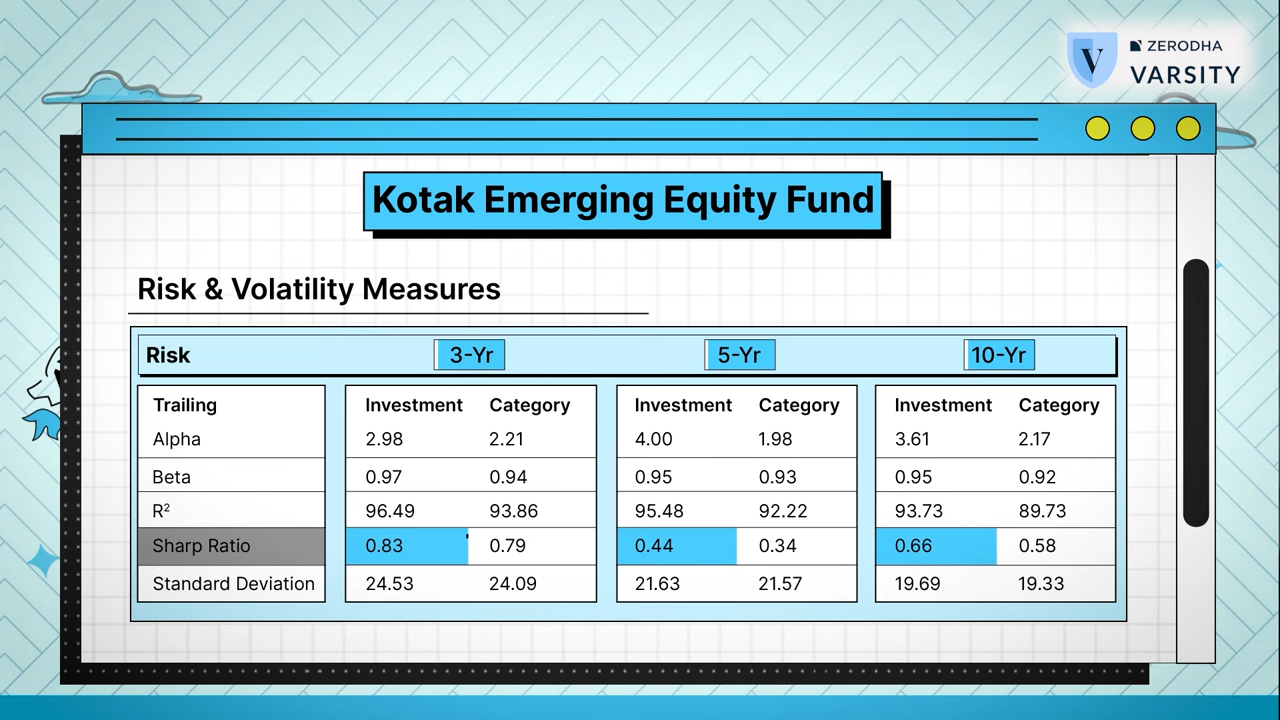 V
ZERODHA
VARSITY
Kotak Emerging Equity Fund
Risk & Volatility Measures
Risk 3-Yr 5-Yr 10-Yr
Trailing Investment Category Investment Category Investment Category
Alpha 2.98 2.21 4.00 1.98 3.61 2.17
Beta 0.97 0.94 0.95 0.93 0.95 0.92
R² 96.49 93.86 95.48 92.22 93.73 89.73
Sharp Ratio 0.83 0.79 0.44 0.34 0.66 0.58
Standard Deviation 24.53 24.09 21.63 21.57 19.69 19.33